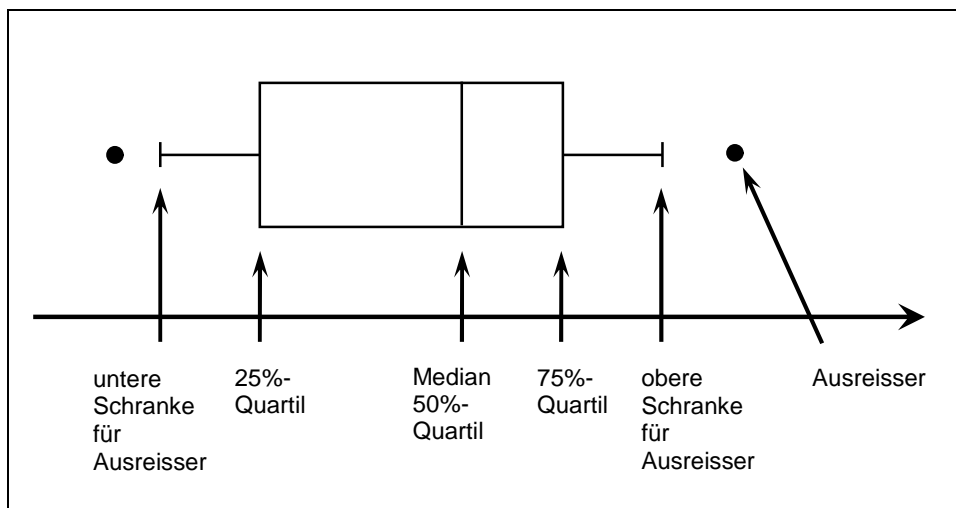 untere
Schranke
für
Ausreisser
25%-
Quartil
Median
50%-
Quartil
75%-
Quartil
obere
Schranke
für
Ausreisser
Ausreisser